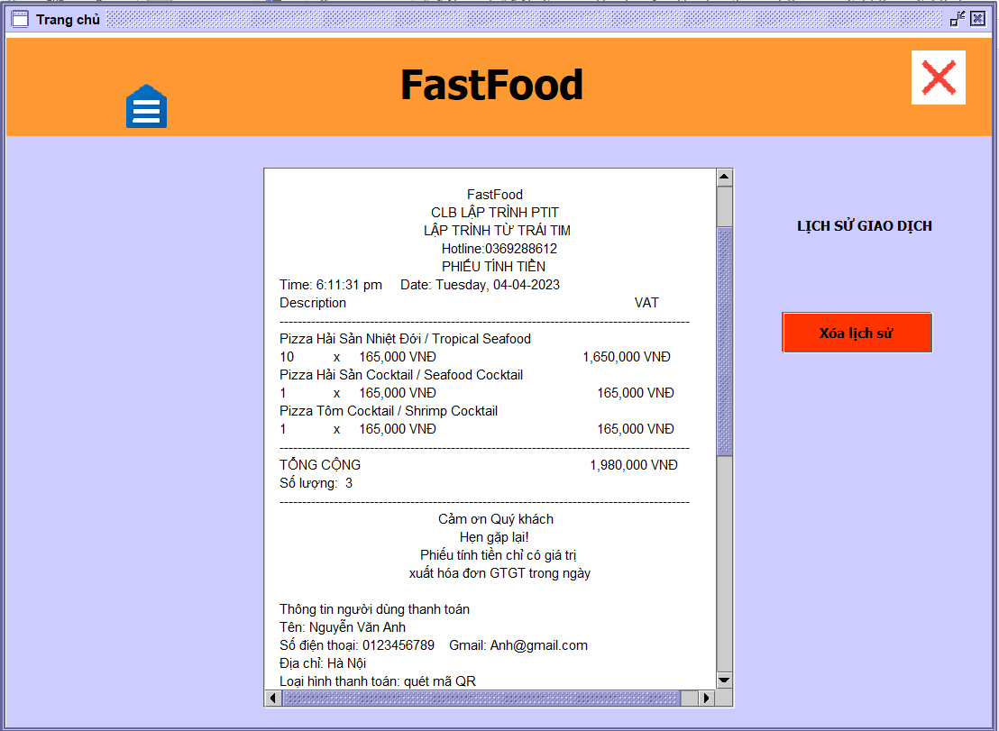 Trang chủ
FastFood
FastFood
CLB LẬP TRÌNH PTIT
LẬP TRÌNH TỪ TRÁI TIM
Hotline:0369288612
PHIẾU TÍNH TIỀN
Time: 6:11:31 pm Date: Tuesday, 04-04-2023
Description VAT
-------------------------------------------------------------------------------------------
Pizza Hải Sản Nhiệt Đới / Tropical Seafood
10 x 165,000 VNĐ 1,650,000 VNĐ
Pizza Hải Sản Cocktail / Seafood Cocktail
1 x 165,000 VNĐ 165,000 VNĐ
Pizza Tôm Cocktail / Shrimp Cocktail
1 x 165,000 VNĐ 165,000 VNĐ
-------------------------------------------------------------------------------------------
TỔNG CỘNG 1,980,000 VNĐ
Số lượng: 3
-------------------------------------------------------------------------------------------
Cảm ơn Quý khách
Hẹn gặp lại!
Phiếu tính tiền chỉ có giá trị
xuất hóa đơn GTGT trong ngày
Thông tin người dùng thanh toán
Tên: Nguyễn Văn Anh
Số điện thoại: 0123456789 Gmail: Anh@gmail.com
Địa chỉ: Hà Nội
Loại hình thanh toán: quét mã QR
LỊCH SỬ GIAO DỊCH
Xóa lịch sử